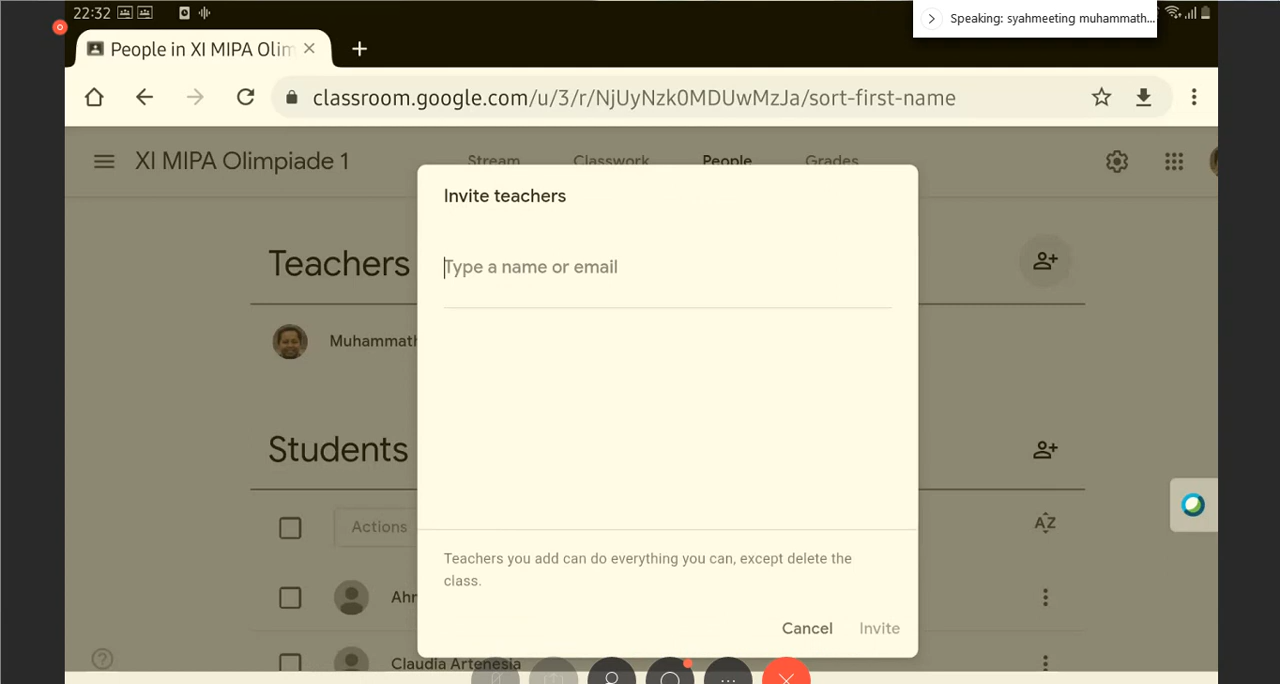 22:32
Speaking: syahmeeting muhammath...
People in XI MIPA Olim
classroom.google.com/u/3/r/NjUyNzk0MDUwMzJa/sort-first-name
XI MIPA Olimpiade 1
Stream Classwork People Grades
Invite teachers
Teachers
Type a name or email
Muhammath
Students
Actions
AZ
Teachers you add can do everything you can, except delete the
class.
Ahr
Cancel Invite
Claudia Artenesia